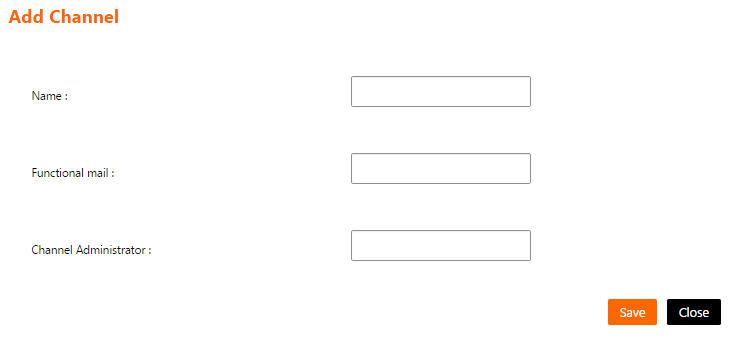 Add Channel
Name :
Functional mail :
Channel Administrator :
Save Close